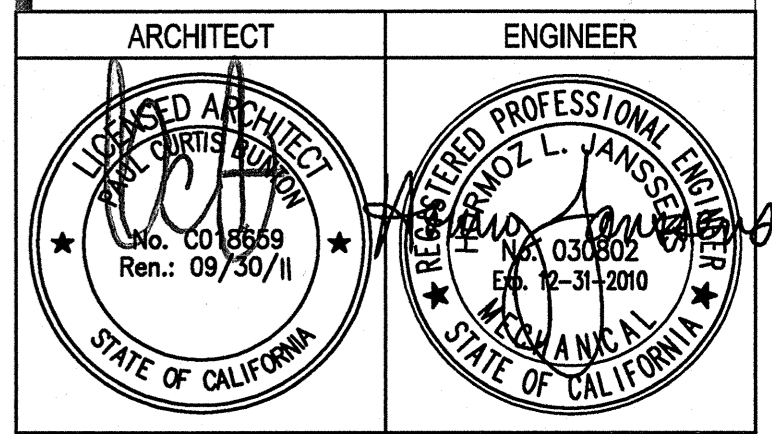 ARCHITECT
LICENSED ARCHITECT
PAUL CURTIS BUNTON
No. C018659
Ren.: 09/30/11
STATE OF CALIFORNIA
ENGINEER
REGISTERED PROFESSIONAL ENGINEER
HORMOZ L. JANSSENS
No. 030802
Exp. 12-31-2010
MECHANICAL
STATE OF CALIFORNIA